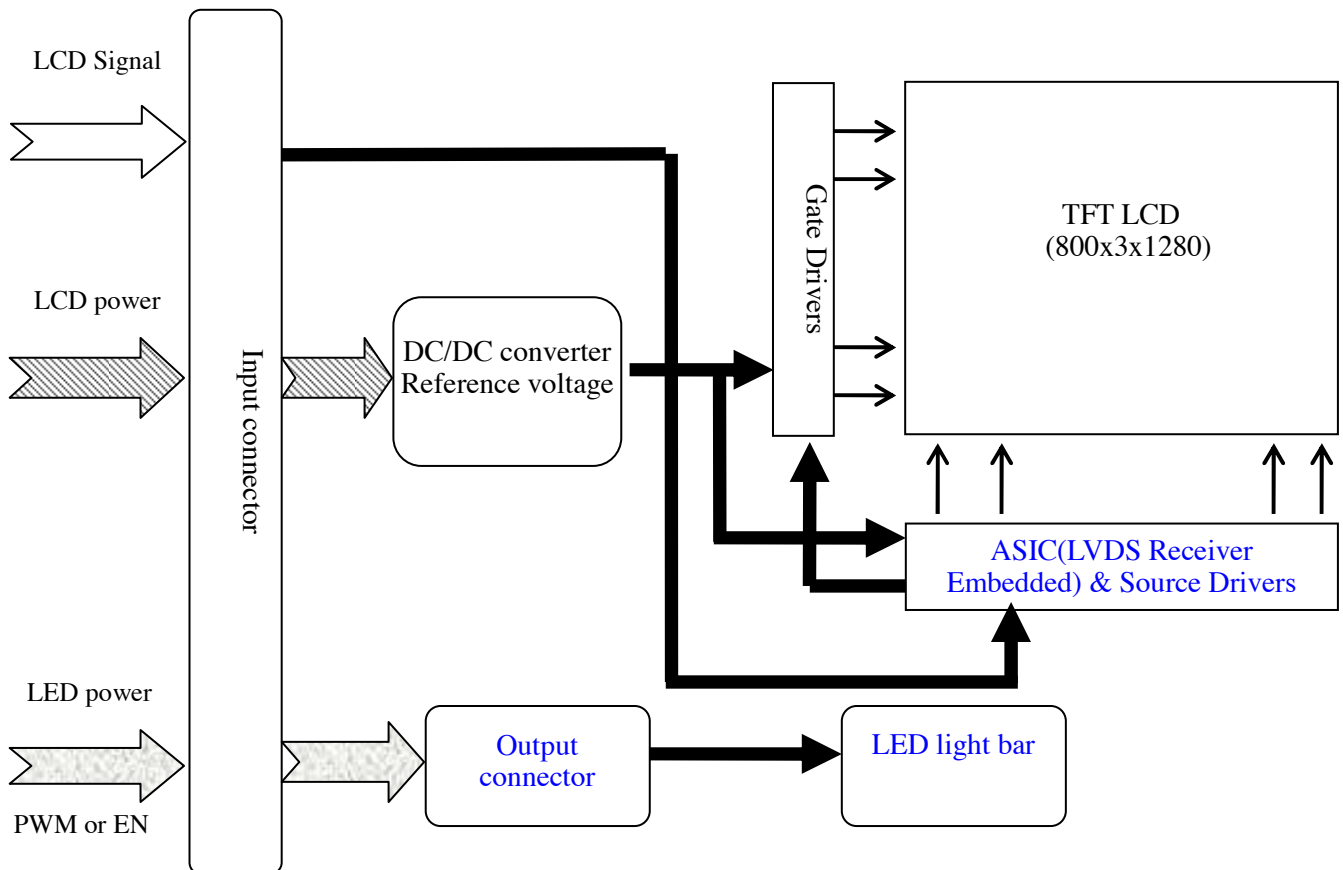 LCD Signal
LCD power
LED power
PWM or EN
Input connector
DC/DC converter
Reference voltage
Gate Drivers
TFT LCD
(800x3x1280)
ASIC(LVDS Receiver
Embedded) & Source Drivers
Output
connector
LED light bar